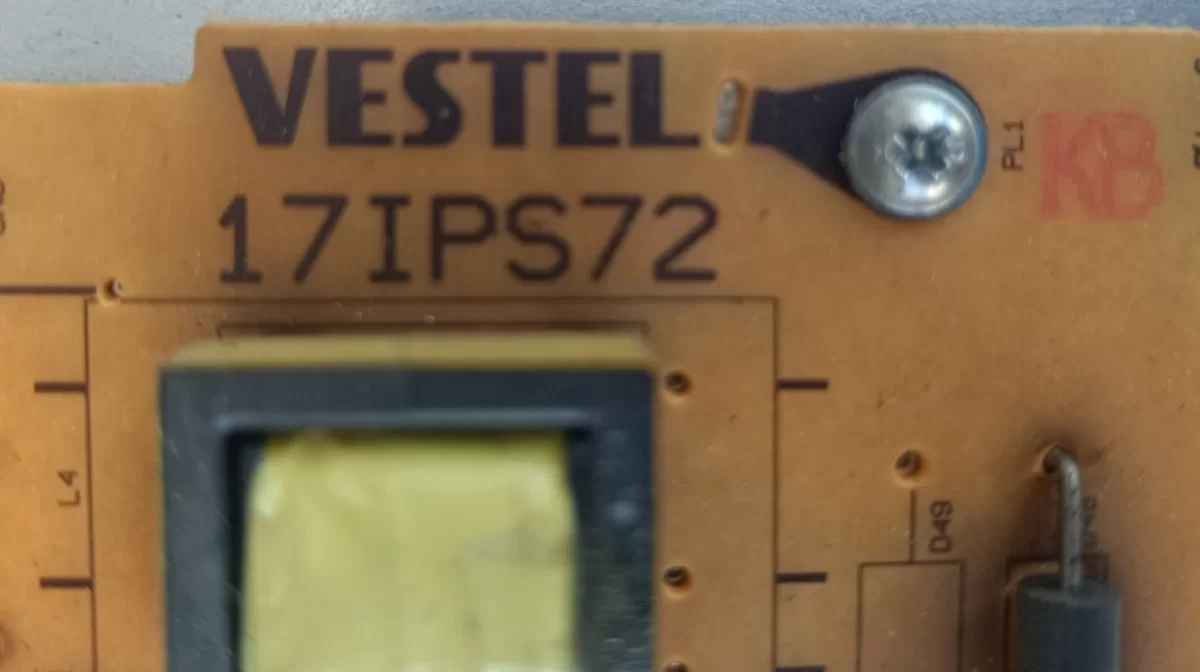 VESTEL
17IPS72
PL1
KB
L4
D49